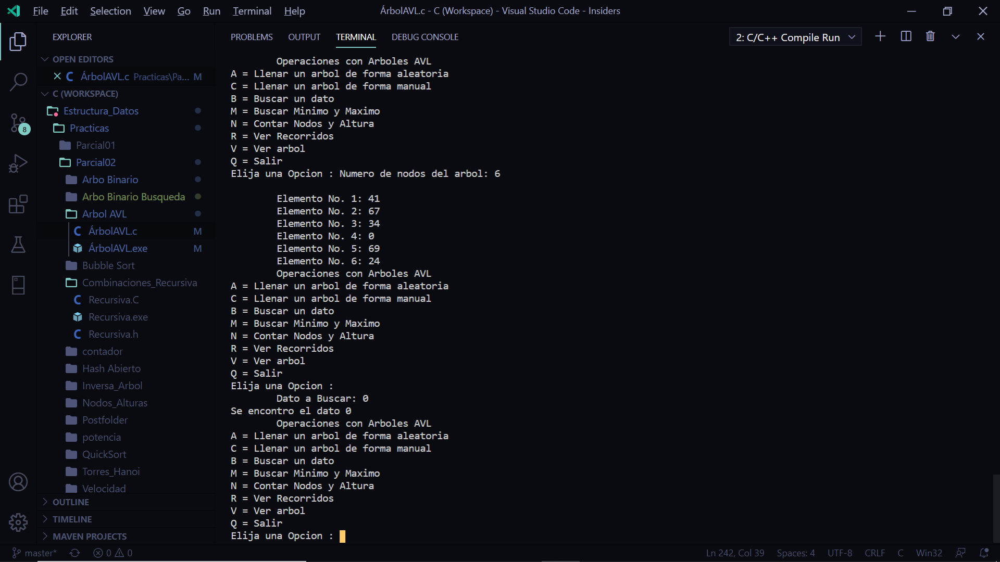 File Edit Selection View Go Run Terminal Help ÁrbolAVL.c - C (Workspace) - Visual Studio Code - Insiders
EXPLORER
OPEN EDITORS
ÁrbolAVL.c Practicas\Pa... M
C (WORKSPACE)
Estructura_Datos
Practicas
Parcial01
Parcial02
Arbo Binario
Arbo Binario Busqueda
Arbol AVL
ÁrbolAVL.c M
ÁrbolAVL.exe M
Bubble Sort
Combinaciones_Recursiva
Recursiva.C
Recursiva.exe
Recursiva.h
contador
Hash Abierto
Inversa_Arbol
Nodos_Alturas
Postfolder
potencia
QuickSort
Torres_Hanoi
Velocidad
OUTLINE
TIMELINE
MAVEN PROJECTS
8
PROBLEMS OUTPUT TERMINAL DEBUG CONSOLE 2: C/C++ Compile Run
Operaciones con Arboles AVL
A = Llenar un arbol de forma aleatoria
C = Llenar un arbol de forma manual
B = Buscar un dato
M = Buscar Minimo y Maximo
N = Contar Nodos y Altura
R = Ver Recorridos
V = Ver arbol
Q = Salir
Elija una Opcion : Numero de nodos del arbol: 6
Elemento No. 1: 41
Elemento No. 2: 67
Elemento No. 3: 34
Elemento No. 4: 0
Elemento No. 5: 69
Elemento No. 6: 24
Operaciones con Arboles AVL
A = Llenar un arbol de forma aleatoria
C = Llenar un arbol de forma manual
B = Buscar un dato
M = Buscar Minimo y Maximo
N = Contar Nodos y Altura
R = Ver Recorridos
V = Ver arbol
Q = Salir
Elija una Opcion :
Dato a Buscar: 0
Se encontro el dato 0
Operaciones con Arboles AVL
A = Llenar un arbol de forma aleatoria
C = Llenar un arbol de forma manual
B = Buscar un dato
M = Buscar Minimo y Maximo
N = Contar Nodos y Altura
R = Ver Recorridos
V = Ver arbol
Q = Salir
Elija una Opcion :
master* 0 0 Ln 242, Col 39 Spaces: 4 UTF-8 CRLF C Win32